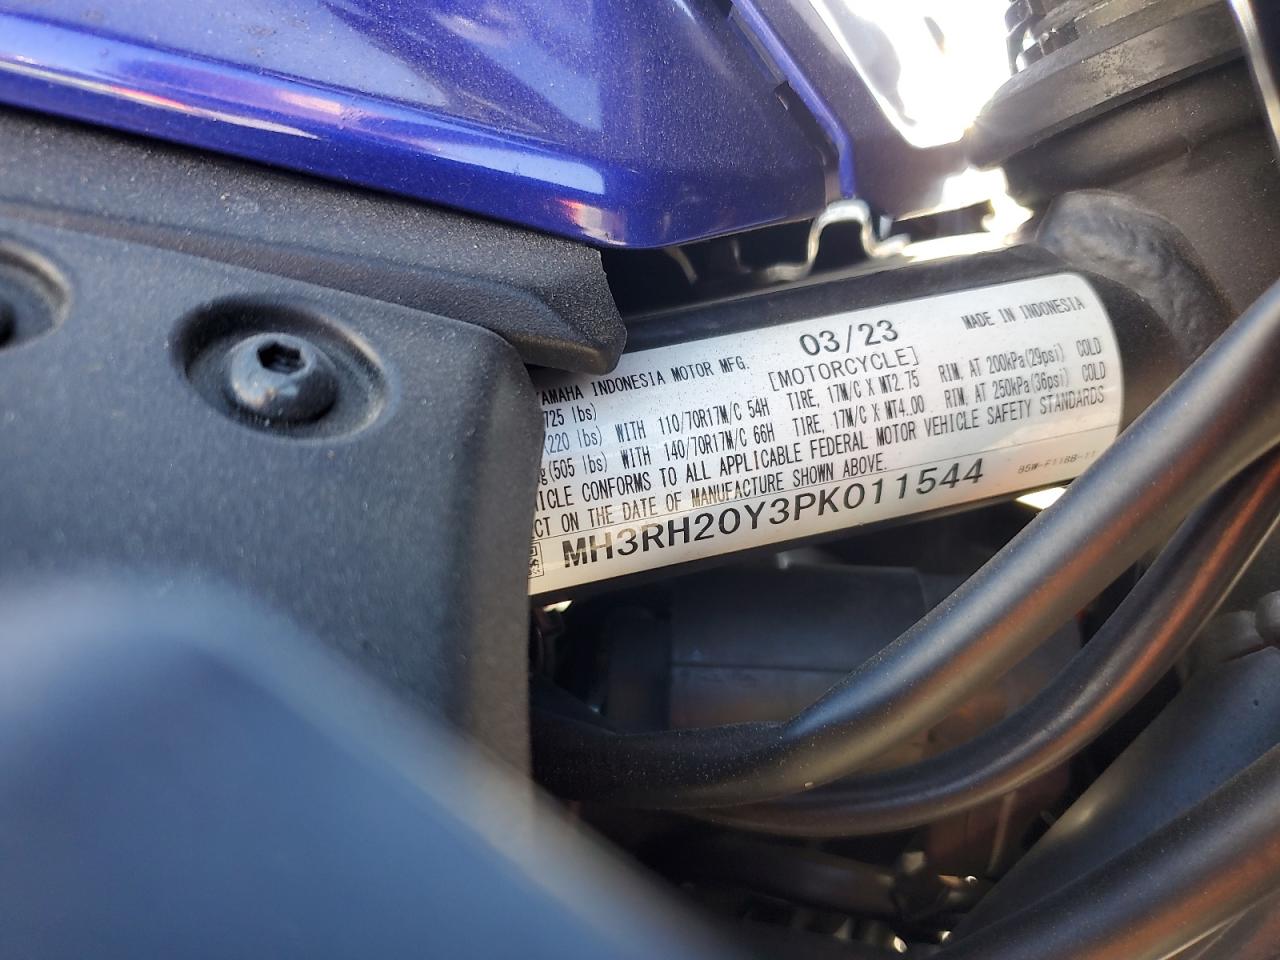 03/23 MADE IN INDONESIA
YAMAHA INDONESIA MOTOR MFG. [MOTORCYCLE]
(725 lbs)
(220 lbs) WITH 110/70R17M/C 54H TIRE, 17M/C X MT2.75 RIM, AT 200kPa(29psi) COLD
g(505 lbs) WITH 140/70R17M/C 66H TIRE, 17M/C X MT4.00 RIM, AT 250kPa(36psi) COLD
ICLE CONFORMS TO ALL APPLICABLE FEDERAL MOTOR VEHICLE SAFETY STANDARDS
CT ON THE DATE OF MANUFACTURE SHOWN ABOVE.
MH3RH20Y3PK011544